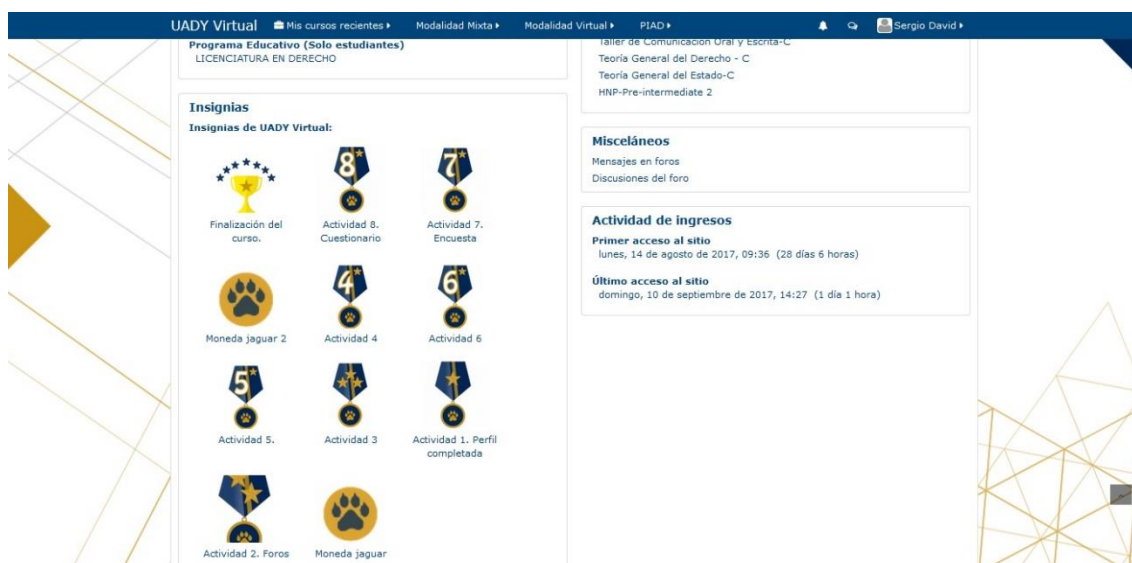 UADY Virtual Mis cursos recientes Modalidad Mixta Modalidad Virtual PIAD Sergio David
Programa Educativo (Solo estudiantes)
LICENCIATURA EN DERECHO
Insignias
Insignias de UADY Virtual:
8
7
Finalización del
curso.
Actividad 8.
Cuestionario
Actividad 7.
Encuesta
4
6
Moneda jaguar 2
Actividad 4
Actividad 6
5
Actividad 5.
Actividad 3
Actividad 1. Perfil
completada
Actividad 2. Foros
Moneda jaguar
Taller de Comunicación Oral y Escrita-C
Teoría General del Derecho - C
Teoría General del Estado-C
HNP-Pre-intermediate 2
Misceláneos
Mensajes en foros
Discusiones del foro
Actividad de ingresos
Primer acceso al sitio
lunes, 14 de agosto de 2017, 09:36 (28 días 6 horas)
Último acceso al sitio
domingo, 10 de septiembre de 2017, 14:27 (1 día 1 hora)